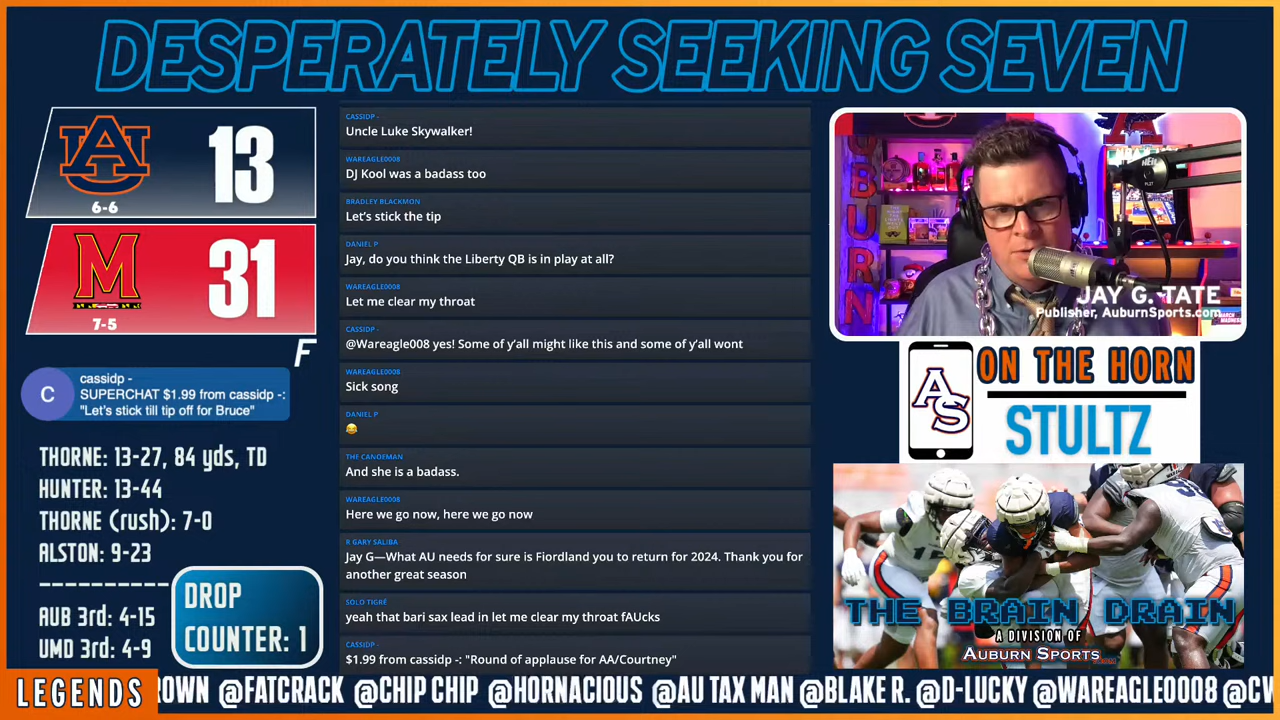 DESPERATELY SEEKING SEVEN
AU
13
6-6
M
31
7-5
F
C
cassidp -
SUPERCHAT $1.99 from cassidp -:
"Let's stick till tip off for Bruce"
THORNE: 13-27, 84 yds, TD
HUNTER: 13-44
THORNE (rush): 7-0
ALSTON: 9-23
----------
AUB 3rd: 4-15
UMD 3rd: 4-9
DROP
COUNTER: 1
CASSIDP -
Uncle Luke Skywalker!
WAREAGLE0008
DJ Kool was a badass too
BRADLEY BLACKMON
Let's stick the tip
DANIEL P
Jay, do you think the Liberty QB is in play at all?
WAREAGLE0008
Let me clear my throat
CASSIDP -
@Wareagle008 yes! Some of y'all might like this and some of y'all wont
WAREAGLE0008
Sick song
DANIEL P
😂
THE CANOEMAN
And she is a badass.
WAREAGLE0008
Here we go now, here we go now
R GARY SALIBA
Jay G—What AU needs for sure is Fiordland you to return for 2024. Thank you for
another great season
SOLO TIGRÉ
yeah that bari sax lead in let me clear my throat fAUcks
CASSIDP -
$1.99 from cassidp -: "Round of applause for AA/Courtney"
BURN
JAY G. TATE
Publisher, AuburnSports.com
AS
ON THE HORN
STULTZ
THE BRAIN DRAIN
A DIVISION OF
AUBURN SPORTS.COM
LEGENDS
ROWN @FATCRACK @CHIP CHIP @HORNACIOUS @AU TAX MAN @BLAKE R. @D-LUCKY @WAREAGLE0008 @CW